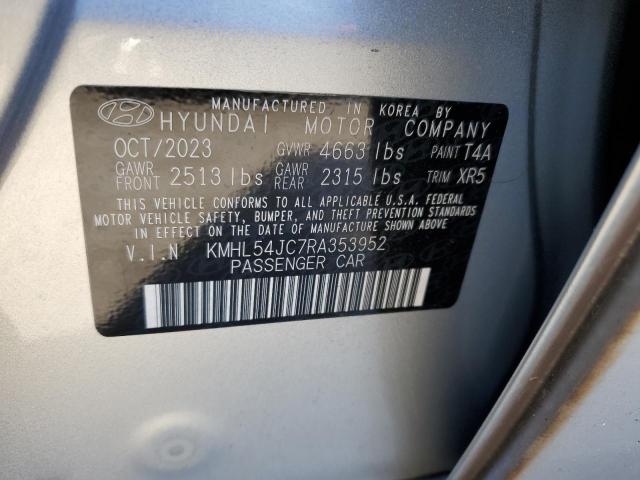 MANUFACTURED IN KOREA BY
HYUNDAI MOTOR COMPANY
OCT/2023 GVWR 4663 lbs PAINT T4A
GAWR FRONT 2513 lbs GAWR REAR 2315 lbs TRIM XR5
THIS VEHICLE CONFORMS TO ALL APPLICABLE U.S.A. FEDERAL
MOTOR VEHICLE SAFETY, BUMPER, AND THEFT PREVENTION STANDARDS
IN EFFECT ON THE DATE OF MANUFACTURE SHOWN ABOVE
V.I.N KMHL54JC7RA353952
PASSENGER CAR